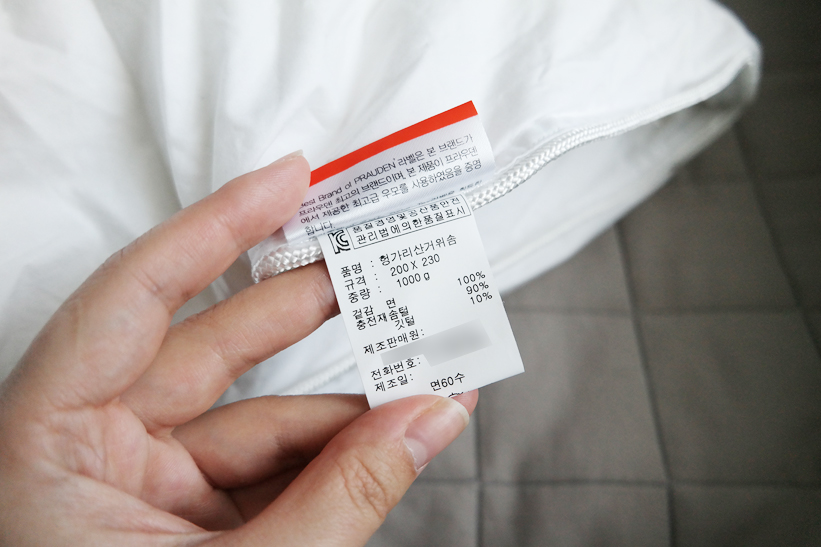 Best Brand of PRAUDEN" 라벨은 본 브랜드가
프라우덴 최고의 브랜드이며, 본 제품이 프라우덴
에서 제공한 최고급 우모를 사용하였음을 증명
합니다
품질경영및공산품안전
관리법에의한품질표시
품명 : 헝가리산거위솜
규격 : 200 X 230
중량 : 1000 g
겉감 면 100%
충전재솜털 90%
깃털 10%
제조판매원:
전화번호:
제조일:
면60수